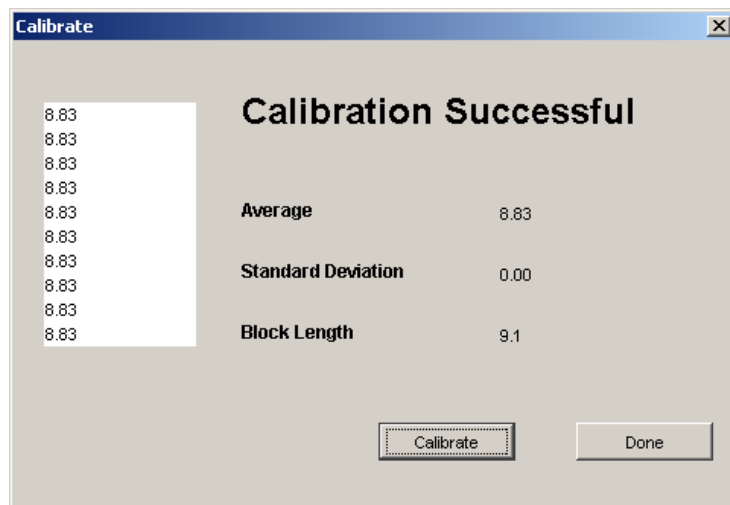 Calibrate
8.83
8.83
8.83
8.83
8.83
8.83
8.83
8.83
8.83
8.83
Calibration Successful
Average 8.83
Standard Deviation 0.00
Block Length 9.1
Calibrate Done